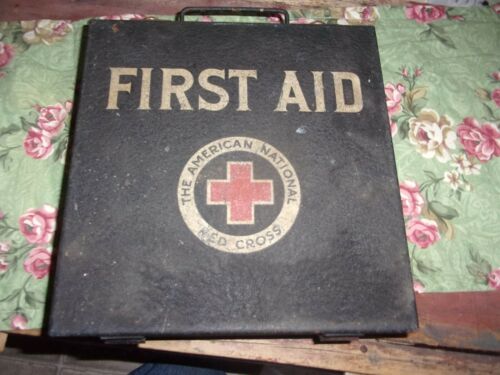 FIRST AID
THE AMERICAN NATIONAL
RED CROSS